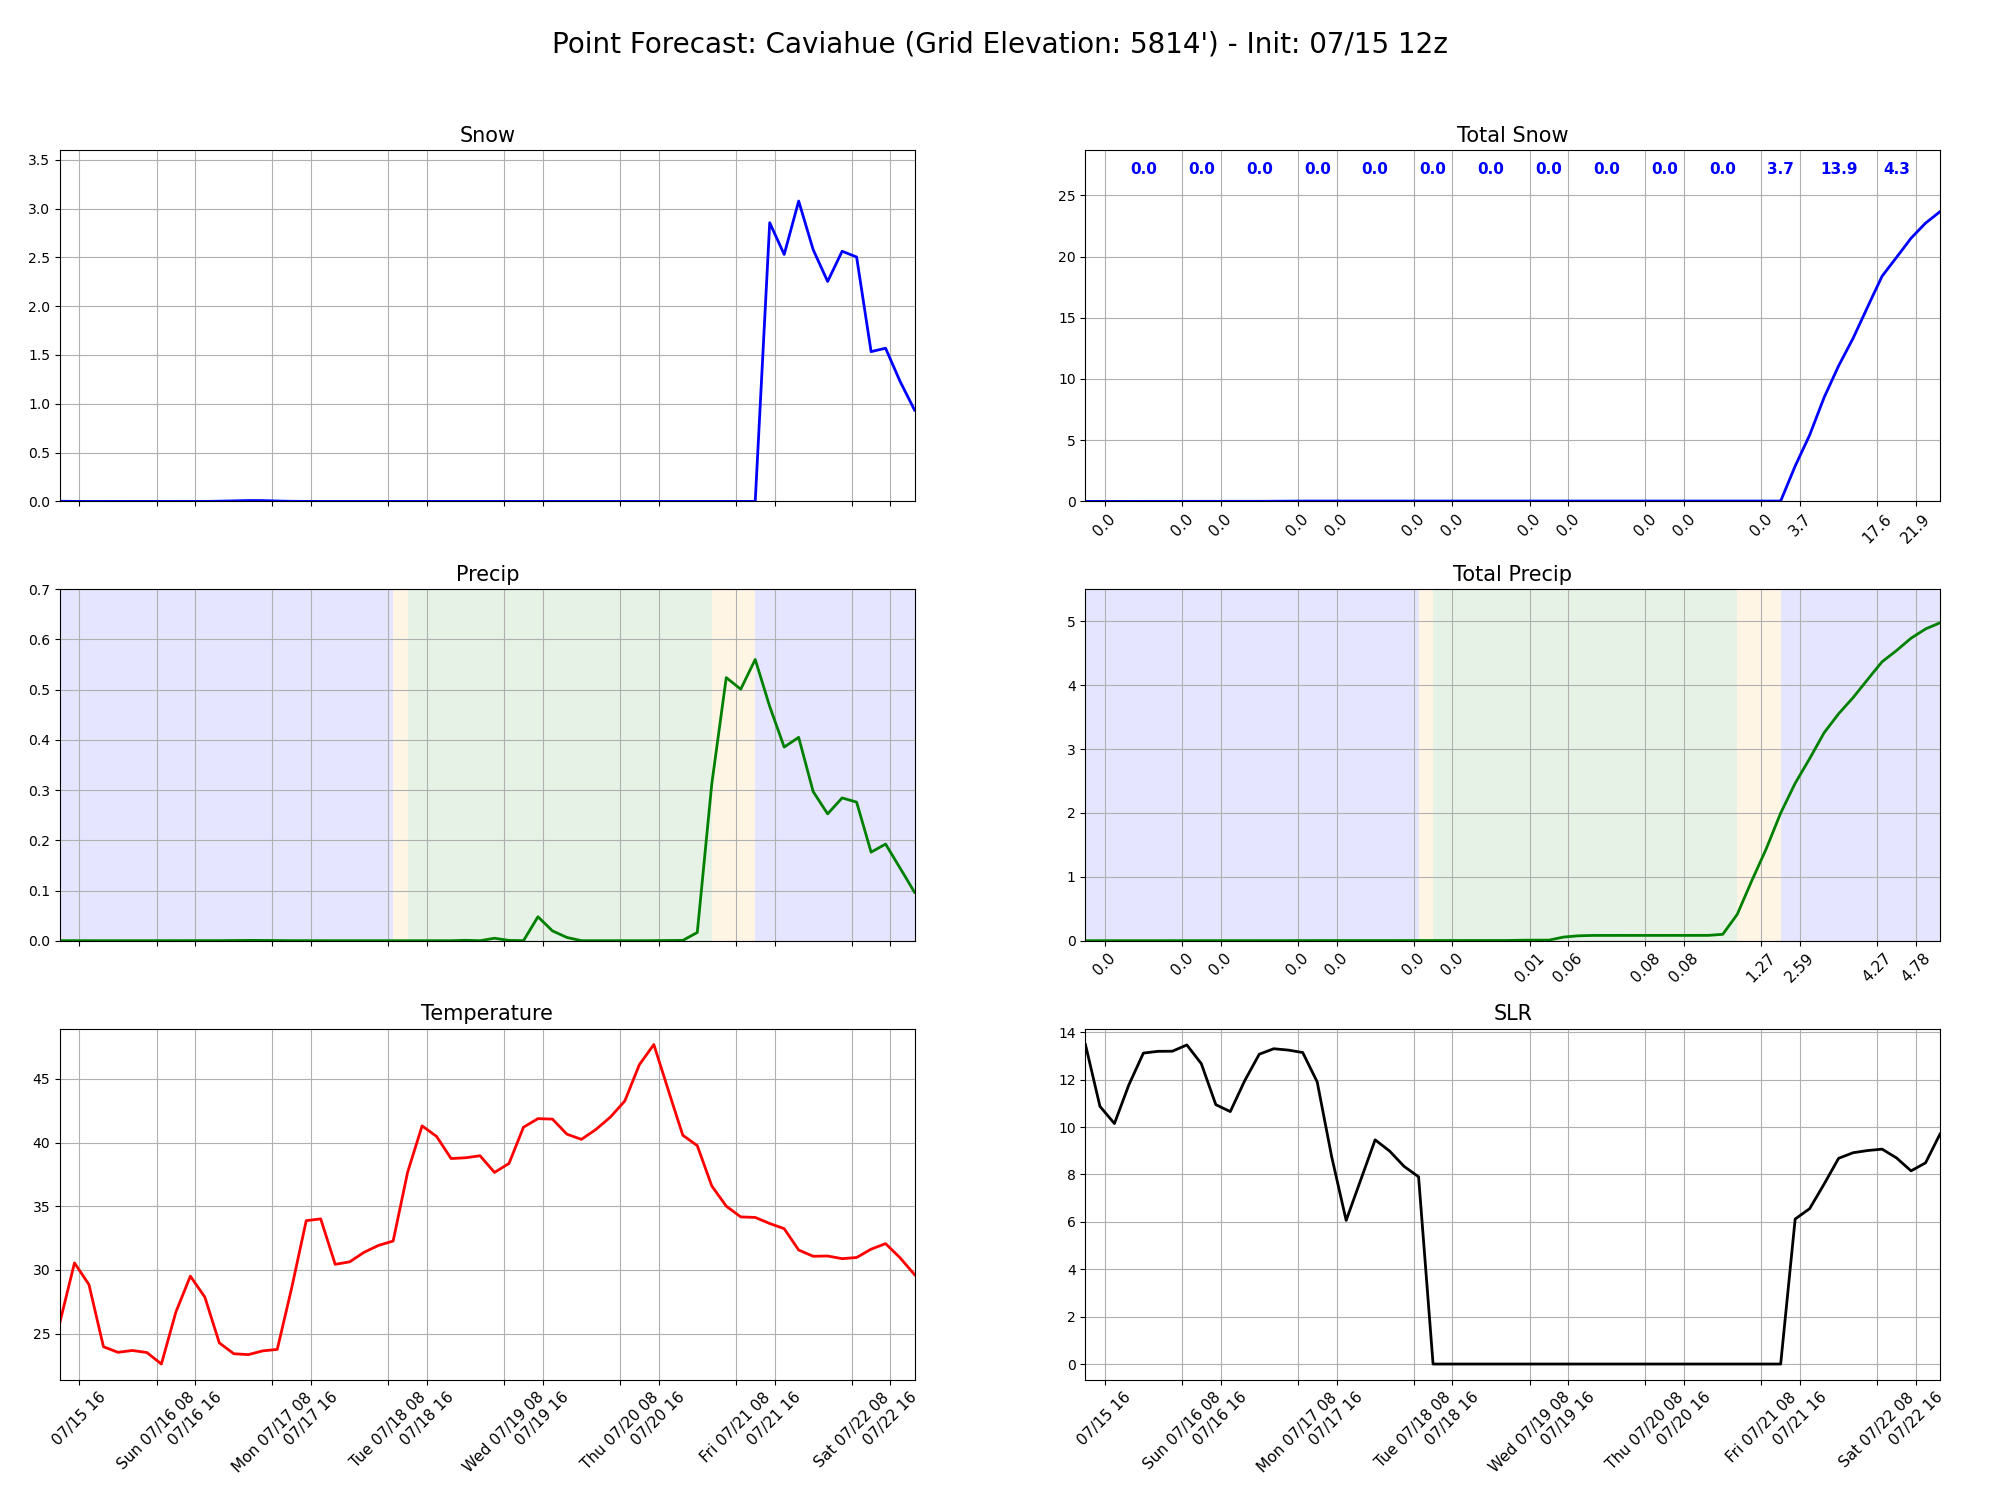 Point Forecast: Caviahue (Grid Elevation: 5814') - Init: 07/15 12z
Snow
3.5
3.0
2.5
2.0
1.5
1.0
0.5
0.0
Total Snow
0.0 0.0 0.0 0.0 0.0 0.0 0.0 0.0 0.0 0.0 0.0 3.7 13.9 4.3
25
20
15
10
5
0
0.0 0.0 0.0 0.0 0.0 0.0 0.0 0.0 0.0 0.0 0.0 0.0 3.7 17.6 21.9
Precip
0.7
0.6
0.5
0.4
0.3
0.2
0.1
0.0
Total Precip
5
4
3
2
1
0
0.0 0.0 0.0 0.0 0.0 0.0 0.0 0.01 0.06 0.08 0.08 1.27 2.59 4.27 4.78
Temperature
45
40
35
30
25
07/15 16
Sun 07/16 08
07/16 16
Mon 07/17 08
07/17 16
Tue 07/18 08
07/18 16
Wed 07/19 08
07/19 16
Thu 07/20 08
07/20 16
Fri 07/21 08
07/21 16
Sat 07/22 08
07/22 16
SLR
14
12
10
8
6
4
2
0
07/15 16
Sun 07/16 08
07/16 16
Mon 07/17 08
07/17 16
Tue 07/18 08
07/18 16
Wed 07/19 08
07/19 16
Thu 07/20 08
07/20 16
Fri 07/21 08
07/21 16
Sat 07/22 08
07/22 16